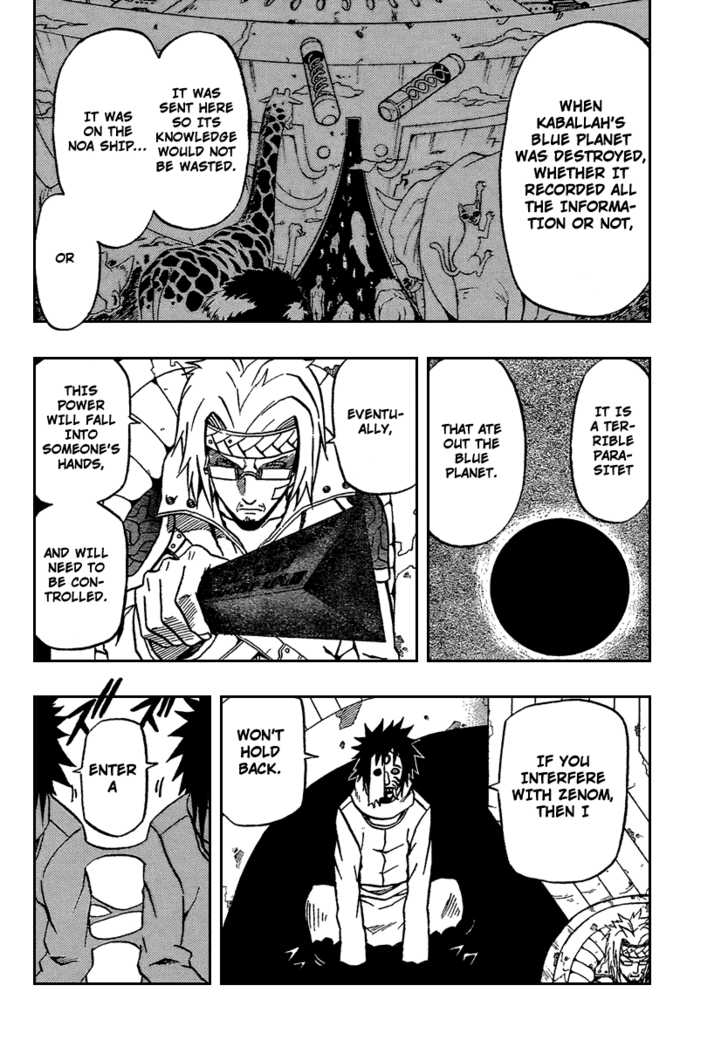 WHEN
KABALLAH'S
BLUE PLANET
WAS DESTROYED,
WHETHER IT
RECORDED ALL
THE INFORMA-
TION OR NOT,
IT WAS
SENT HERE
SO ITS
KNOWLEDGE
WOULD NOT
BE WASTED.
IT WAS
ON THE
NOA SHIP...
OR
IT IS
A TER-
RIBLE
PARA-
SITET
THAT ATE
OUT THE
BLUE
PLANET.
EVENTU-
ALLY,
THIS
POWER
WILL FALL
INTO
SOMEONE'S
HANDS,
AND WILL
NEED TO
BE CON-
TROLLED.
IF YOU
INTERFERE
WITH ZENOM,
THEN I
WON'T
HOLD
BACK.
ENTER
A